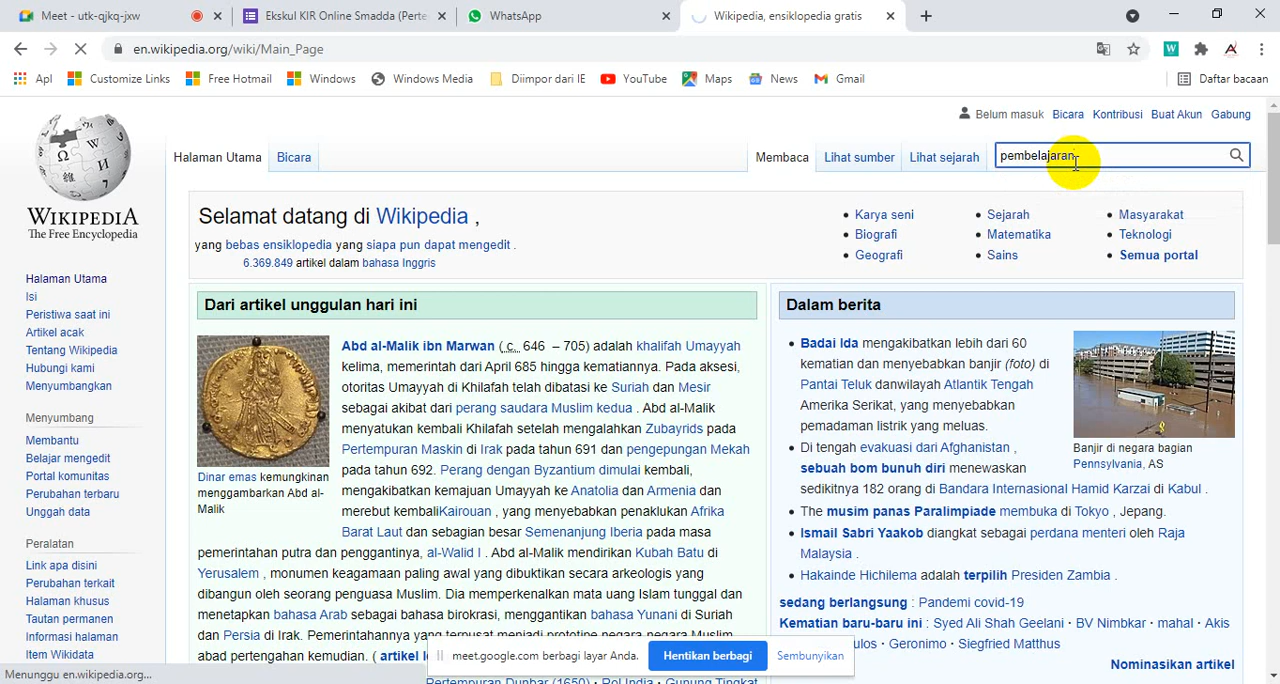 Meet - utk-qjkq-jxw
Ekskul KIR Online Smadda (Perte
WhatsApp
Wikipedia, ensiklopedia gratis
en.wikipedia.org/wiki/Main_Page
Apl
Customize Links
Free Hotmail
Windows
Windows Media
Diimpor dari IE
YouTube
Maps
News
Gmail
Daftar bacaan
WIKIPEDIA
The Free Encyclopedia
Belum masuk
Bicara
Kontribusi
Buat Akun
Gabung
Halaman Utama
Bicara
Membaca
Lihat sumber
Lihat sejarah
pembelajaran
Selamat datang di Wikipedia ,
yang bebas ensiklopedia yang siapa pun dapat mengedit .
6.369.849 artikel dalam bahasa Inggris
Karya seni
Biografi
Geografi
Sejarah
Matematika
Sains
Masyarakat
Teknologi
Semua portal
Halaman Utama
Isi
Peristiwa saat ini
Artikel acak
Tentang Wikipedia
Hubungi kami
Menyumbangkan
Menyumbang
Membantu
Belajar mengedit
Portal komunitas
Perubahan terbaru
Unggah data
Peralatan
Link apa disini
Perubahan terkait
Halaman khusus
Tautan permanen
Informasi halaman
Item Wikidata
Dari artikel unggulan hari ini
Dinar emas kemungkinan
menggambarkan Abd al-
Malik
Abd al-Malik ibn Marwan ( 646 – 705) adalah khalifah Umayyah
kelima, memerintah dari April 685 hingga kematiannya. Pada aksesi,
otoritas Umayyah di Khilafah telah dibatasi ke Suriah dan Mesir
sebagai akibat dari perang saudara Muslim kedua . Abd al-Malik
menyatukan kembali Khilafah setelah mengalahkan Zubayrids pada
Pertempuran Maskin di Irak pada tahun 691 dan pengepungan Mekah
pada tahun 692. Perang dengan Byzantium dimulai kembali,
mengakibatkan kemajuan Umayyah ke Anatolia dan Armenia dan
merebut kembaliKairouan , yang menyebabkan penaklukan Afrika
Barat Laut dan sebagian besar Semenanjung Iberia pada masa
pemerintahan putra dan penggantinya, al-Walid I . Abd al-Malik mendirikan Kubah Batu di
Yerusalem , monumen keagamaan paling awal yang dibuktikan secara arkeologis yang
dibangun oleh seorang penguasa Muslim. Dia memperkenalkan mata uang Islam tunggal dan
menetapkan bahasa Arab sebagai bahasa birokrasi, menggantikan bahasa Yunani di Suriah
dan Persia di Irak. Pemerintahannya yang terpusat menjadi prototipe negara-negara Muslim
abad pertengahan kemudian. ( artikel l
Dalam berita
Badai Ida mengakibatkan lebih dari 60
kematian dan menyebabkan banjir (foto) di
Pantai Teluk danwilayah Atlantik Tengah
Amerika Serikat, yang menyebabkan
pemadaman listrik yang meluas.
Di tengah evakuasi dari Afghanistan ,
sebuah bom bunuh diri menewaskan
sedikitnya 182 orang di Bandara Internasional Hamid Karzai di Kabul .
The musim panas Paralimpiade membuka di Tokyo , Jepang.
Ismail Sabri Yaakob diangkat sebagai perdana menteri oleh Raja
Malaysia .
Hakainde Hichilema adalah terpilih Presiden Zambia .
Banjir di negara bagian
Pennsylvania, AS
sedang berlangsung : Pandemi covid-19
Kematian baru-baru ini : Syed Ali Shah Geelani · BV Nimbkar · mahal · Akis
Geronimo · Siegfried Matthus
Nominasikan artikel
meet.google.com berbagi layar Anda.
Hentikan berbagi
Sembunyikan
Menunggu en.wikipedia.org...